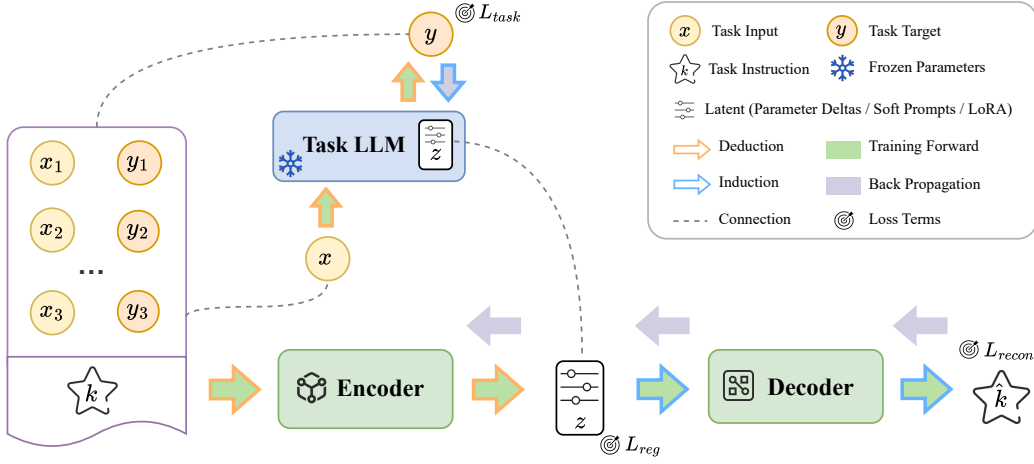 y
L_task
x Task Input
y Task Target
k Task Instruction
Frozen Parameters
Latent (Parameter Deltas / Soft Prompts / LoRA)
Deduction
Training Forward
Induction
Back Propagation
Connection
Loss Terms
Task LLM
z
x_1 y_1
x_2 y_2
...
x_3 y_3
x
k
Encoder
z
L_reg
Decoder
L_recon
k̂